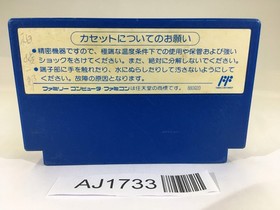 カセットについてのお願い
●精密機器ですので、極端な温度条件下での使用や保管および強い
ショックをさけてください。また、絶対に分解しないでください。
●端子部に手を触れたり、水にぬらしたりして汚さないようにして
ください。故障の原因となります。
ファミリーコンピュータ ファミコンは任天堂の商標です。
AJ1733